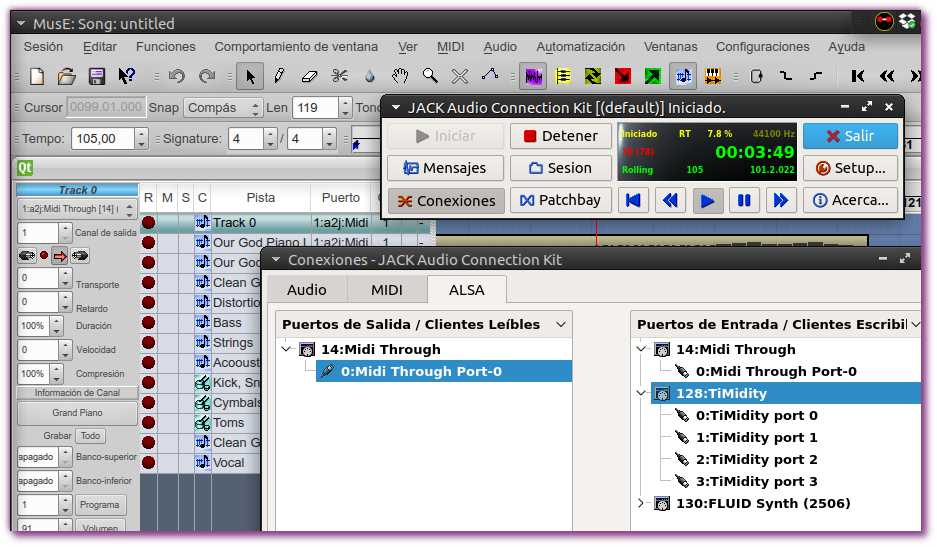 MusE: Song: untitled
Sesión Editar Funciones Comportamiento de ventana Ver MIDI Audio Automatización Ventanas Configuraciones Ayuda
Cursor 0099.01.000 Snap Compás Len 119
Tempo: 105,00 Signature: 4 / 4
JACK Audio Connection Kit [(default)] Iniciado.
Iniciar Detener Salir
Iniciado RT 7.8 % 44100 Hz
00:03:49
Rolling 105 101.2.022
Mensajes Sesion Setup...
Conexiones Patchbay Acerca...
Qt
Track 0
1:a2j:Midi Through [14] (
1 Canal de salida
0 Transporte
0 Retardo
100% Duración
0 Velocidad
100% Compresión
Información de Canal
Grand Piano
Grabar Todo
apagado Banco-superior
apagado Banco-inferior
1 Programa
91 Volumen
R M S C Pista Puerto
Track 0 1:a2j:Midi 1 -
Our God Piano 1:a2j:Midi 1 -
Our God
Clean G
Distortio
Bass
Strings
Acooust
Kick, Sn
Cymbals
Toms
Clean G
Vocal
Conexiones - JACK Audio Connection Kit
Audio MIDI ALSA
Puertos de Salida / Clientes Leíbles
14:Midi Through
0:Midi Through Port-0
Puertos de Entrada / Clientes Escribil
14:Midi Through
0:Midi Through Port-0
128:TiMidity
0:TiMidity port 0
1:TiMidity port 1
2:TiMidity port 2
3:TiMidity port 3
130:FLUID Synth (2506)